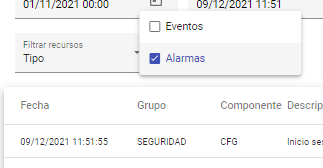 01/11/2021 00:00
09/12/2021 11:51
Eventos
Filtrar recursos
Tipo
Alarmas
Fecha Grupo Componente Descrip
09/12/2021 11:51:55 SEGURIDAD CFG Inicio se